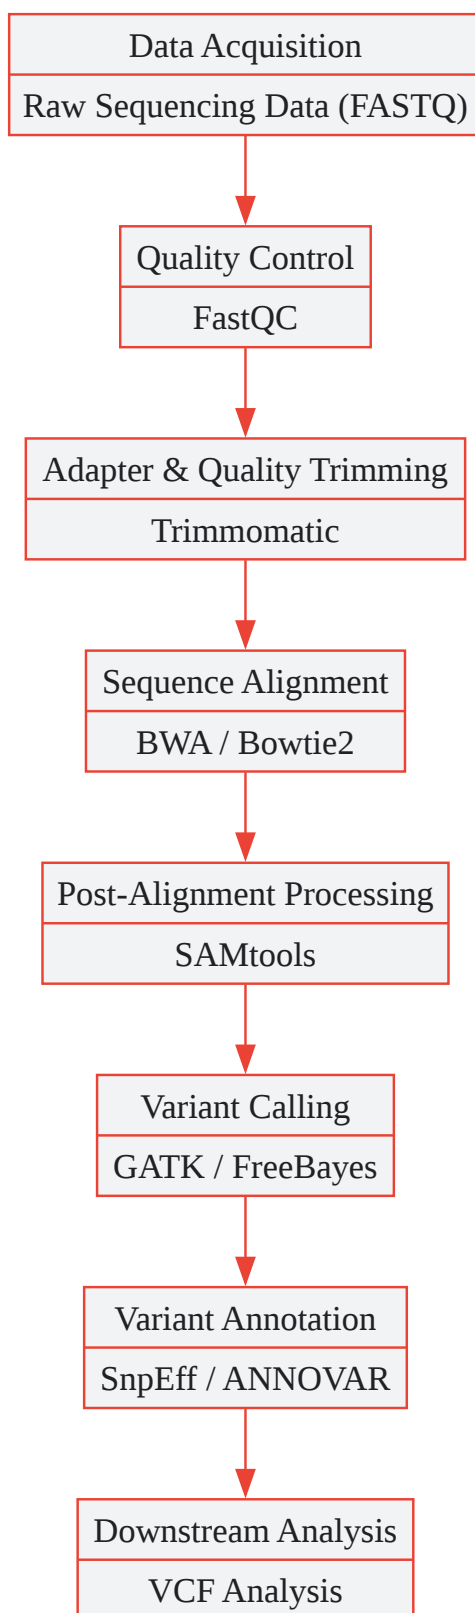 Data Acquisition
Raw Sequencing Data (FASTQ)
Quality Control
FastQC
Adapter & Quality Trimming
Trimmomatic
Sequence Alignment
BWA / Bowtie2
Post-Alignment Processing
SAMtools
Variant Calling
GATK / FreeBayes
Variant Annotation
SnpEff / ANNOVAR
Downstream Analysis
VCF Analysis